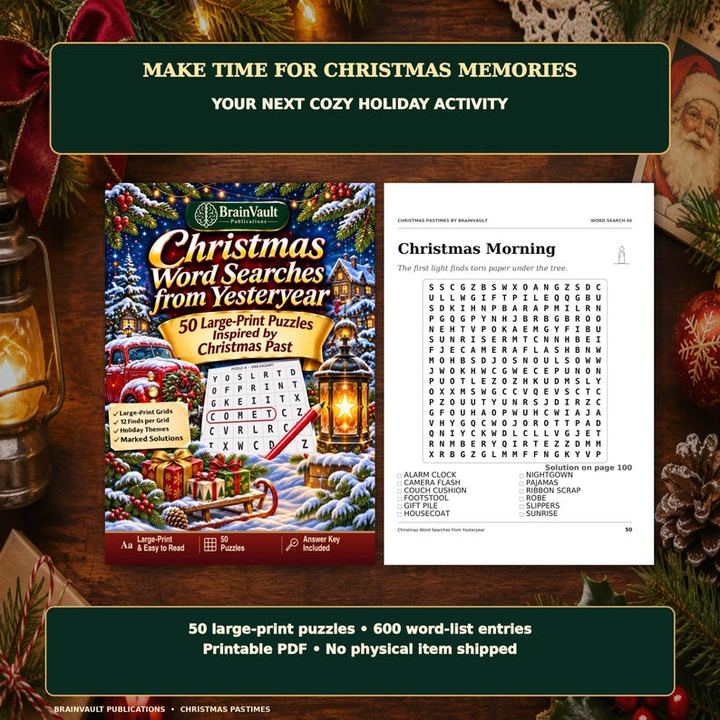 MAKE TIME FOR CHRISTMAS MEMORIES
YOUR NEXT COZY HOLIDAY ACTIVITY
BrainVault
Publications
Christmas
Word Searches
from Yesteryear
50 Large-Print Puzzles
Inspired by
Christmas Past
Y O S L R T D
O F P R I N
G K E I I X
C O M E T C Z
C V R L R C
I X W C D Z
✓ Large-Print Grids
✓ 12 Finds per Grid
✓ Holiday Themes
✓ Marked Solutions
Aa Large-Print & Easy to Read
50 Puzzles
Answer Key Included
CHRISTMAS PASTIMES BY BRAINVAULT WORD SEARCH 46
Christmas Morning
The first light finds torn paper under the tree.
S S C G Z B S W X O A N G Z S D C
U L L W G I F T P I L E Q Q G B U
S D K I H N P B A R A P M I L R N
P G Q G P Y N H J B R B G B R O O
N E H T V P O K A E M G Y F I B U
S U N R I S E R M T C N N H B E I
F J E C A M E R A F L A S H B N W
M O H B S D J O S N O U L S O W W
J W O K H W C G W E C E P U N O N
P U O T L E Z O Z H K U D M S L Y
O X X M S W G C C V Q E V S C T C
P Z O U U T Y U N R S J D I R Z C
G F O U H A O P W U H C W I A J A
V H Y G Q C W O J O R O T T P A D
Q N I Y C K W D L C L L V G J E T
R N M B E R Y Q I R T E Z Z D M M
X R B G Z G L M M F F N G K Y V P
Solution on page 100
ALARM CLOCK
CAMERA FLASH
COUCH CUSHION
FOOTSTOOL
GIFT PILE
HOUSECOAT
NIGHTGOWN
PAJAMAS
RIBBON SCRAP
ROBE
SLIPPERS
SUNRISE
Christmas Word Searches From Yesteryear 50
50 large-print puzzles • 600 word-list entries
Printable PDF • No physical item shipped
BRAINVAULT PUBLICATIONS • CHRISTMAS PASTIMES